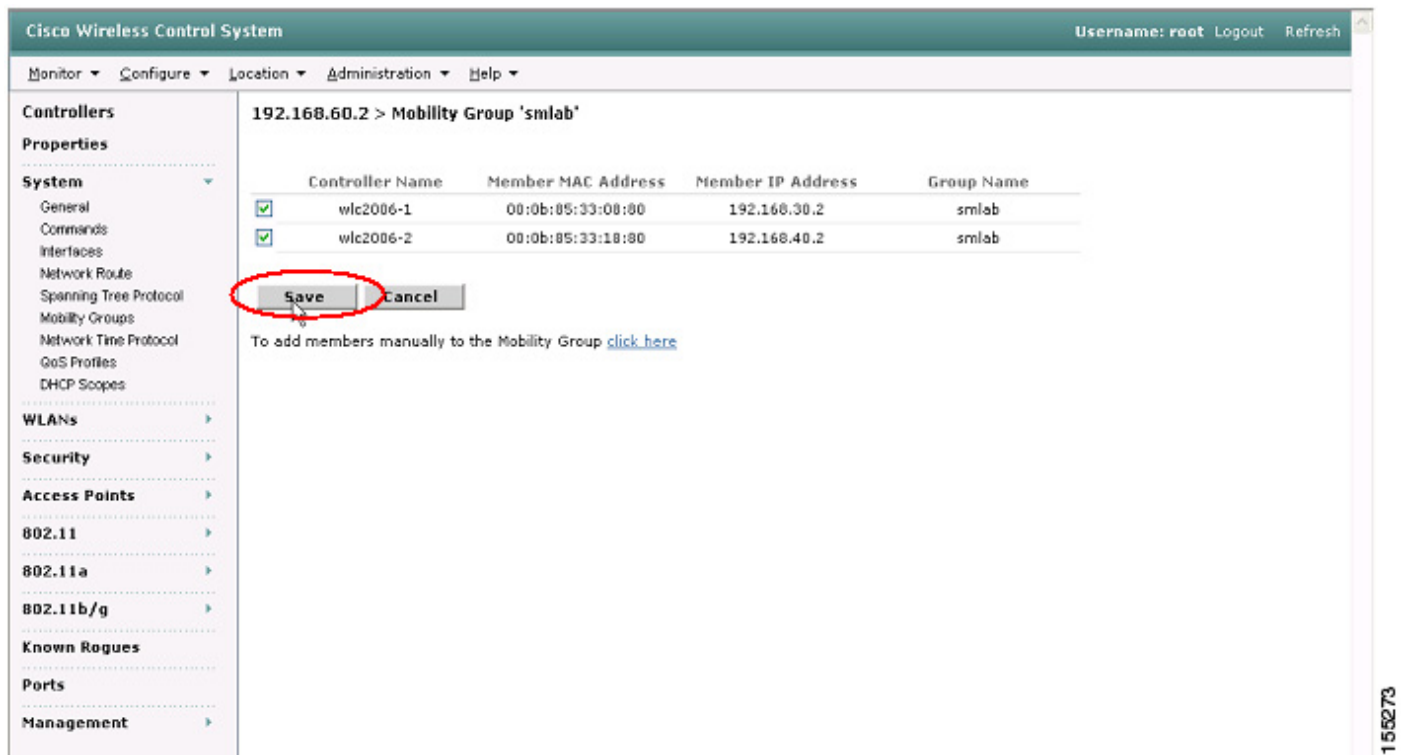 Cisco Wireless Control System
Username: root Logout Refresh
Monitor Configure Location Administration Help
Controllers
Properties
System
General
Commands
Interfaces
Network Route
Spanning Tree Protocol
Mobility Groups
Network Time Protocol
QoS Profiles
DHCP Scopes
WLANs
Security
Access Points
802.11
802.11a
802.11b/g
Known Rogues
Ports
Management
192.168.60.2 > Mobility Group 'smlab'
Controller Name Member MAC Address Member IP Address Group Name
wlc2006-1 00:0b:85:33:08:80 192.168.30.2 smlab
wlc2006-2 00:0b:85:33:18:80 192.168.40.2 smlab
Save Cancel
To add members manually to the Mobility Group click here
155273